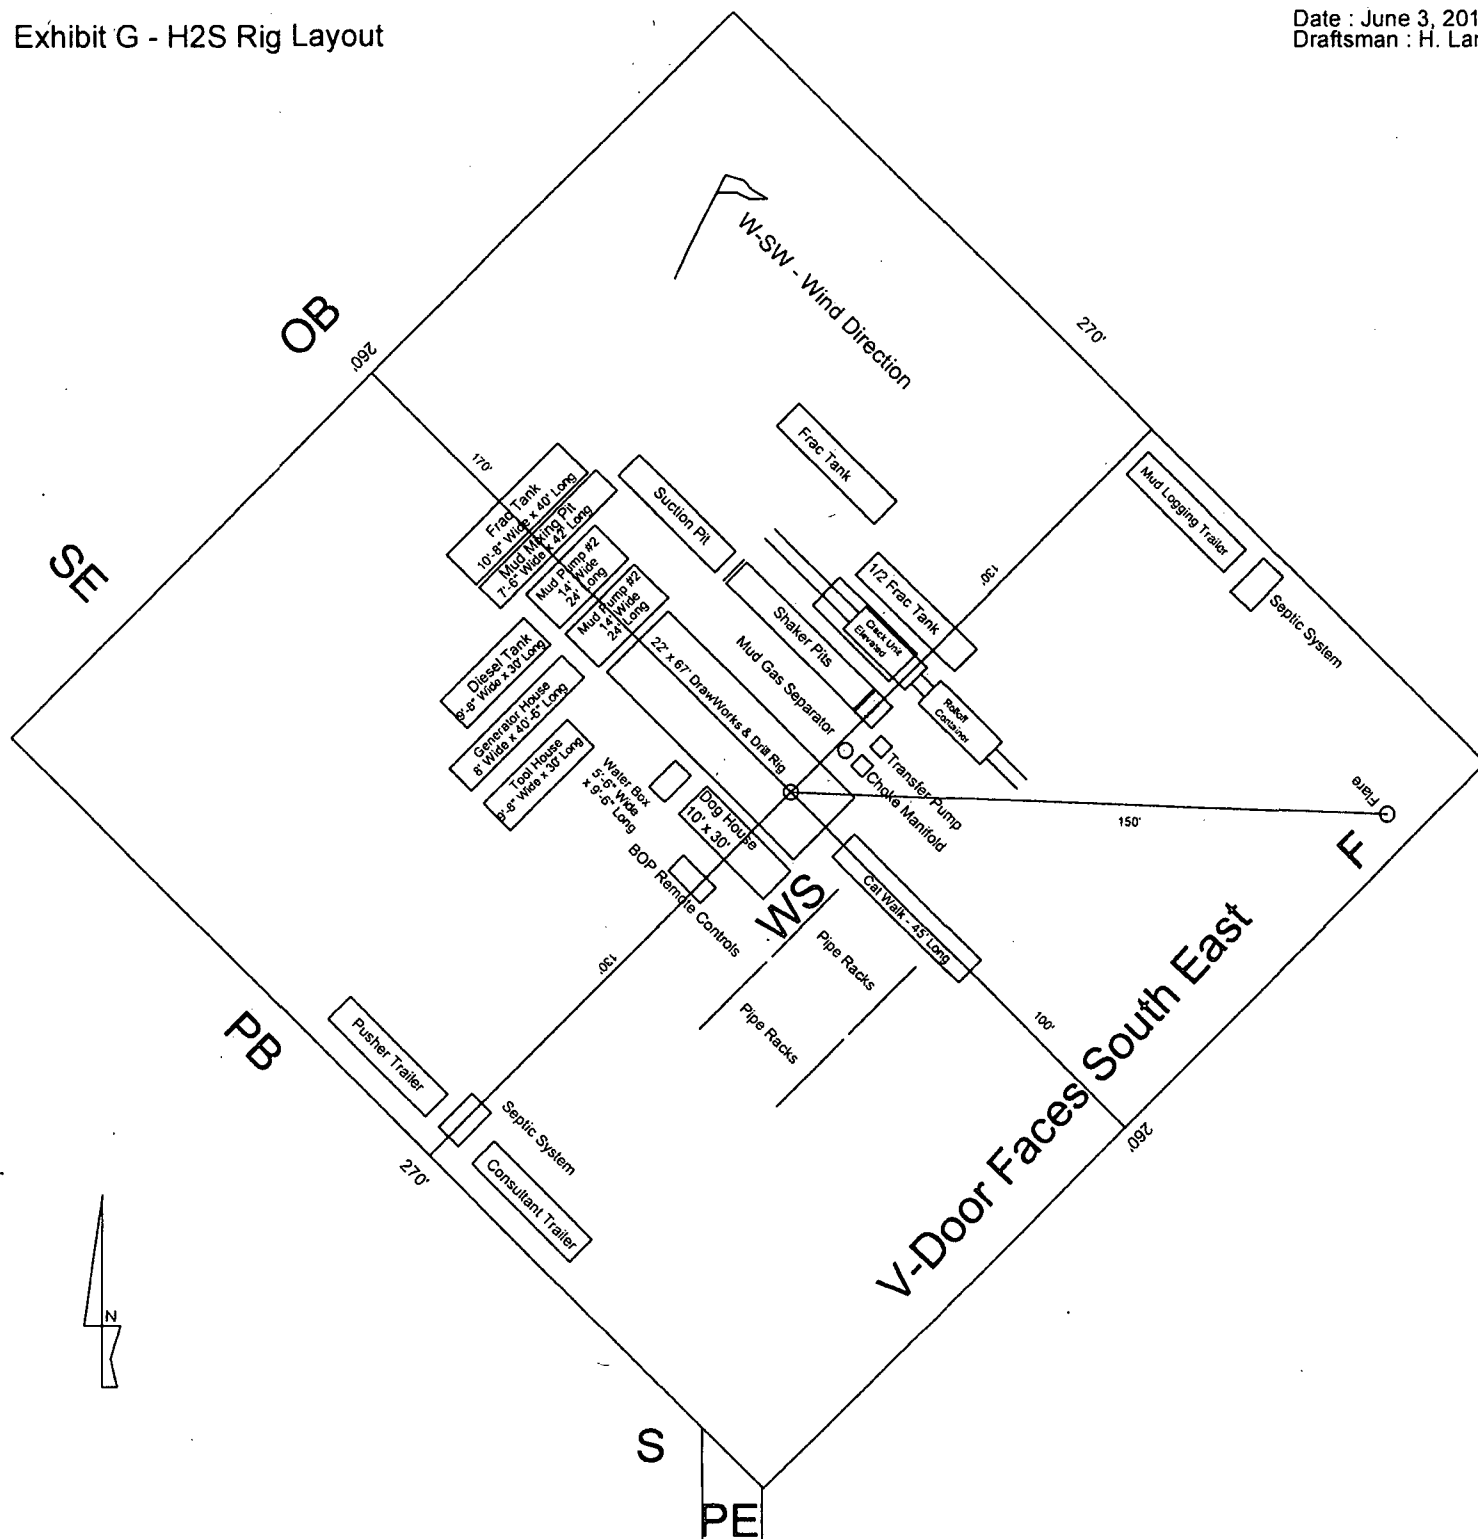 Exhibit G - H2S Rig Layout
Date : June 3, 201
Draftsman : H. Lar
W-SW - Wind Direction
OB
260'
270'
SE
170'
130'
Frac Tank
Frac Tank
10'-8" Wide x 40' Long
Mud Mixing Pit
7'-6" Wide x 42' Long
Mud Pump #2
14' Wide
24' Long
Mud Pump #2
14' Wide
24' Long
Suction Pit
Shaker Pits
Mud Gas Separator
1/2 Frac Tank
Elevated
Mud Logging Trailer
Septic System
Rolloff
Container
22' x 67' DrawWorks & Drill Rig
Diesel Tank
9'-8" Wide x 30' Long
Generator House
8' Wide x 40'-6" Long
Tool House
9'-8" Wide x 30' Long
Water Box
5'-6" Wide
x 9'-6" Long
Dog House
10' x 30'
Transfer Pump
Choke Manifold
Flare
150'
F
BOP Remote Controls
WS
Cat Walk - 45' Long
Pipe Racks
Pipe Racks
130'
100'
V-Door Faces South East
PB
Pusher Trailer
Septic System
Consultant Trailer
270'
260'
N
S
PE